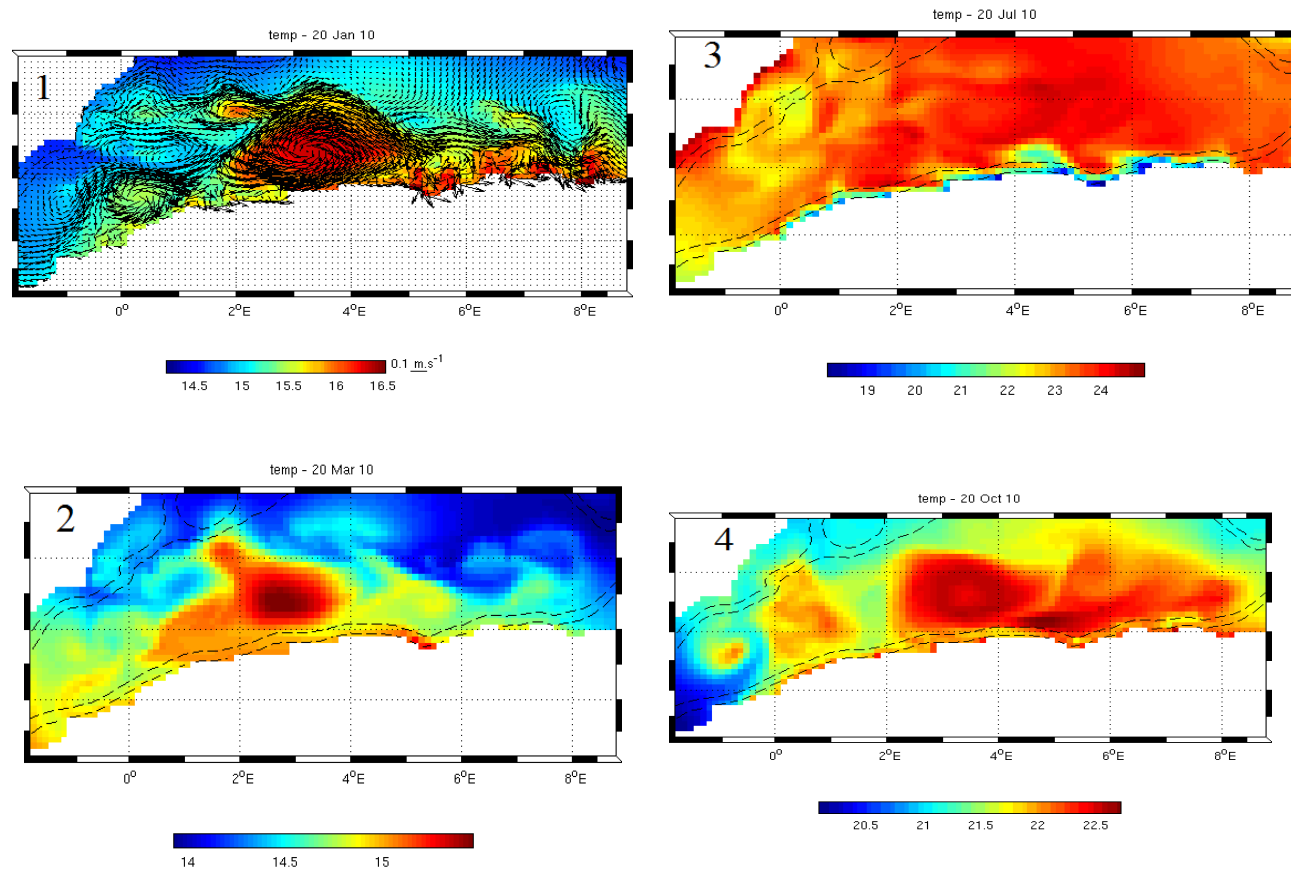 temp - 20 Jan 10
1
0° 2°E 4°E 6°E 8°E
0.1 m.s⁻¹
14.5 15 15.5 16 16.5
temp - 20 Jul 10
3
0° 2°E 4°E 6°E 8°E
19 20 21 22 23 24
temp - 20 Mar 10
2
0° 2°E 4°E 6°E 8°E
14 14.5 15
temp - 20 Oct 10
4
0° 2°E 4°E 6°E 8°E
20.5 21 21.5 22 22.5